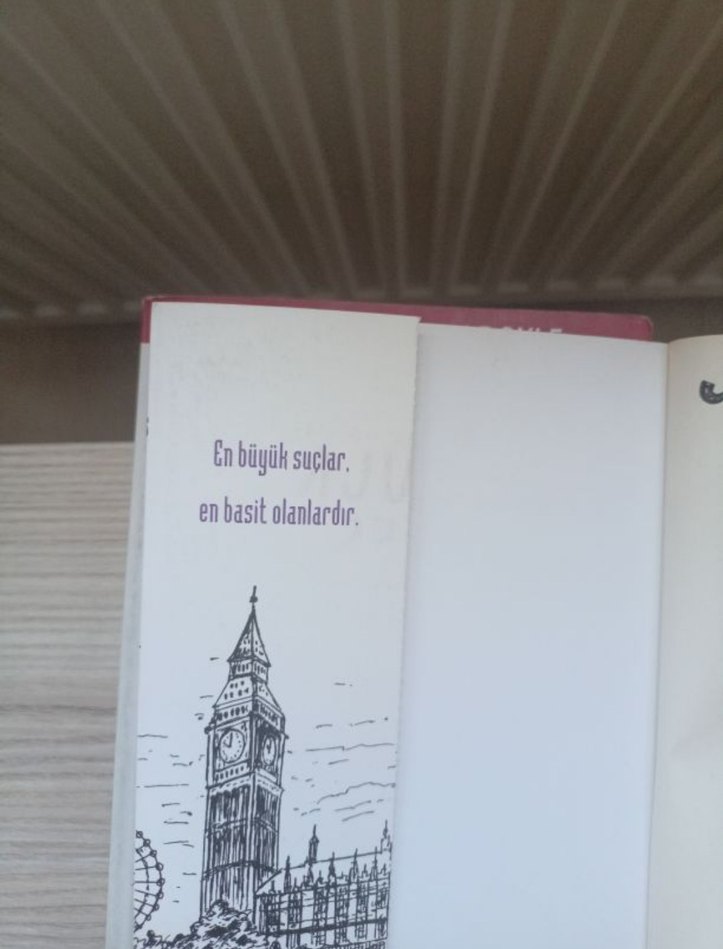 En büyük suçlar,
en basit olanlardır.